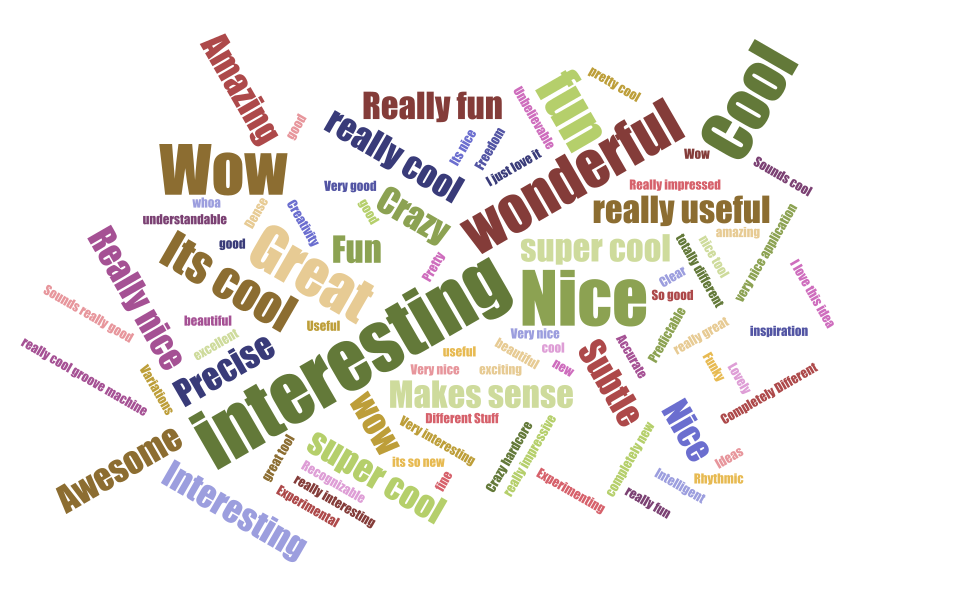 Amazing
good
Really fun
really cool
Its nice
Freedom
Unbelievable
I just love it
fun
pretty cool
Cool
wonderful
Wow
Sounds cool
Wow
whoa
understandable
Dense
Creativity
Very good
good
Crazy
Really impressed
really useful
amazing
very nice application
Really nice
Its cool
good
Great
Fun
Pretty
super cool
totally different
nice tool
Clear
So good
I love this idea
Sounds really good
beautiful
excellent
Useful
interesting
Nice
Very nice
cool
new
Predictable
really great
inspiration
really cool groove machine
Variations
Precise
useful
Very nice
beautiful
exciting
Subtle
Accurate
Funky
Lovely
Completely Different
Makes sense
Different Stuff
wow
Very interesting
Awesome
Interesting
great tool
super cool
Recognizable
really interesting
Experimental
its so new
fine
Crazy hardcore
really impressive
Experimenting
completely new
Nice
Ideas
Intelligent
Rhythmic
really fun